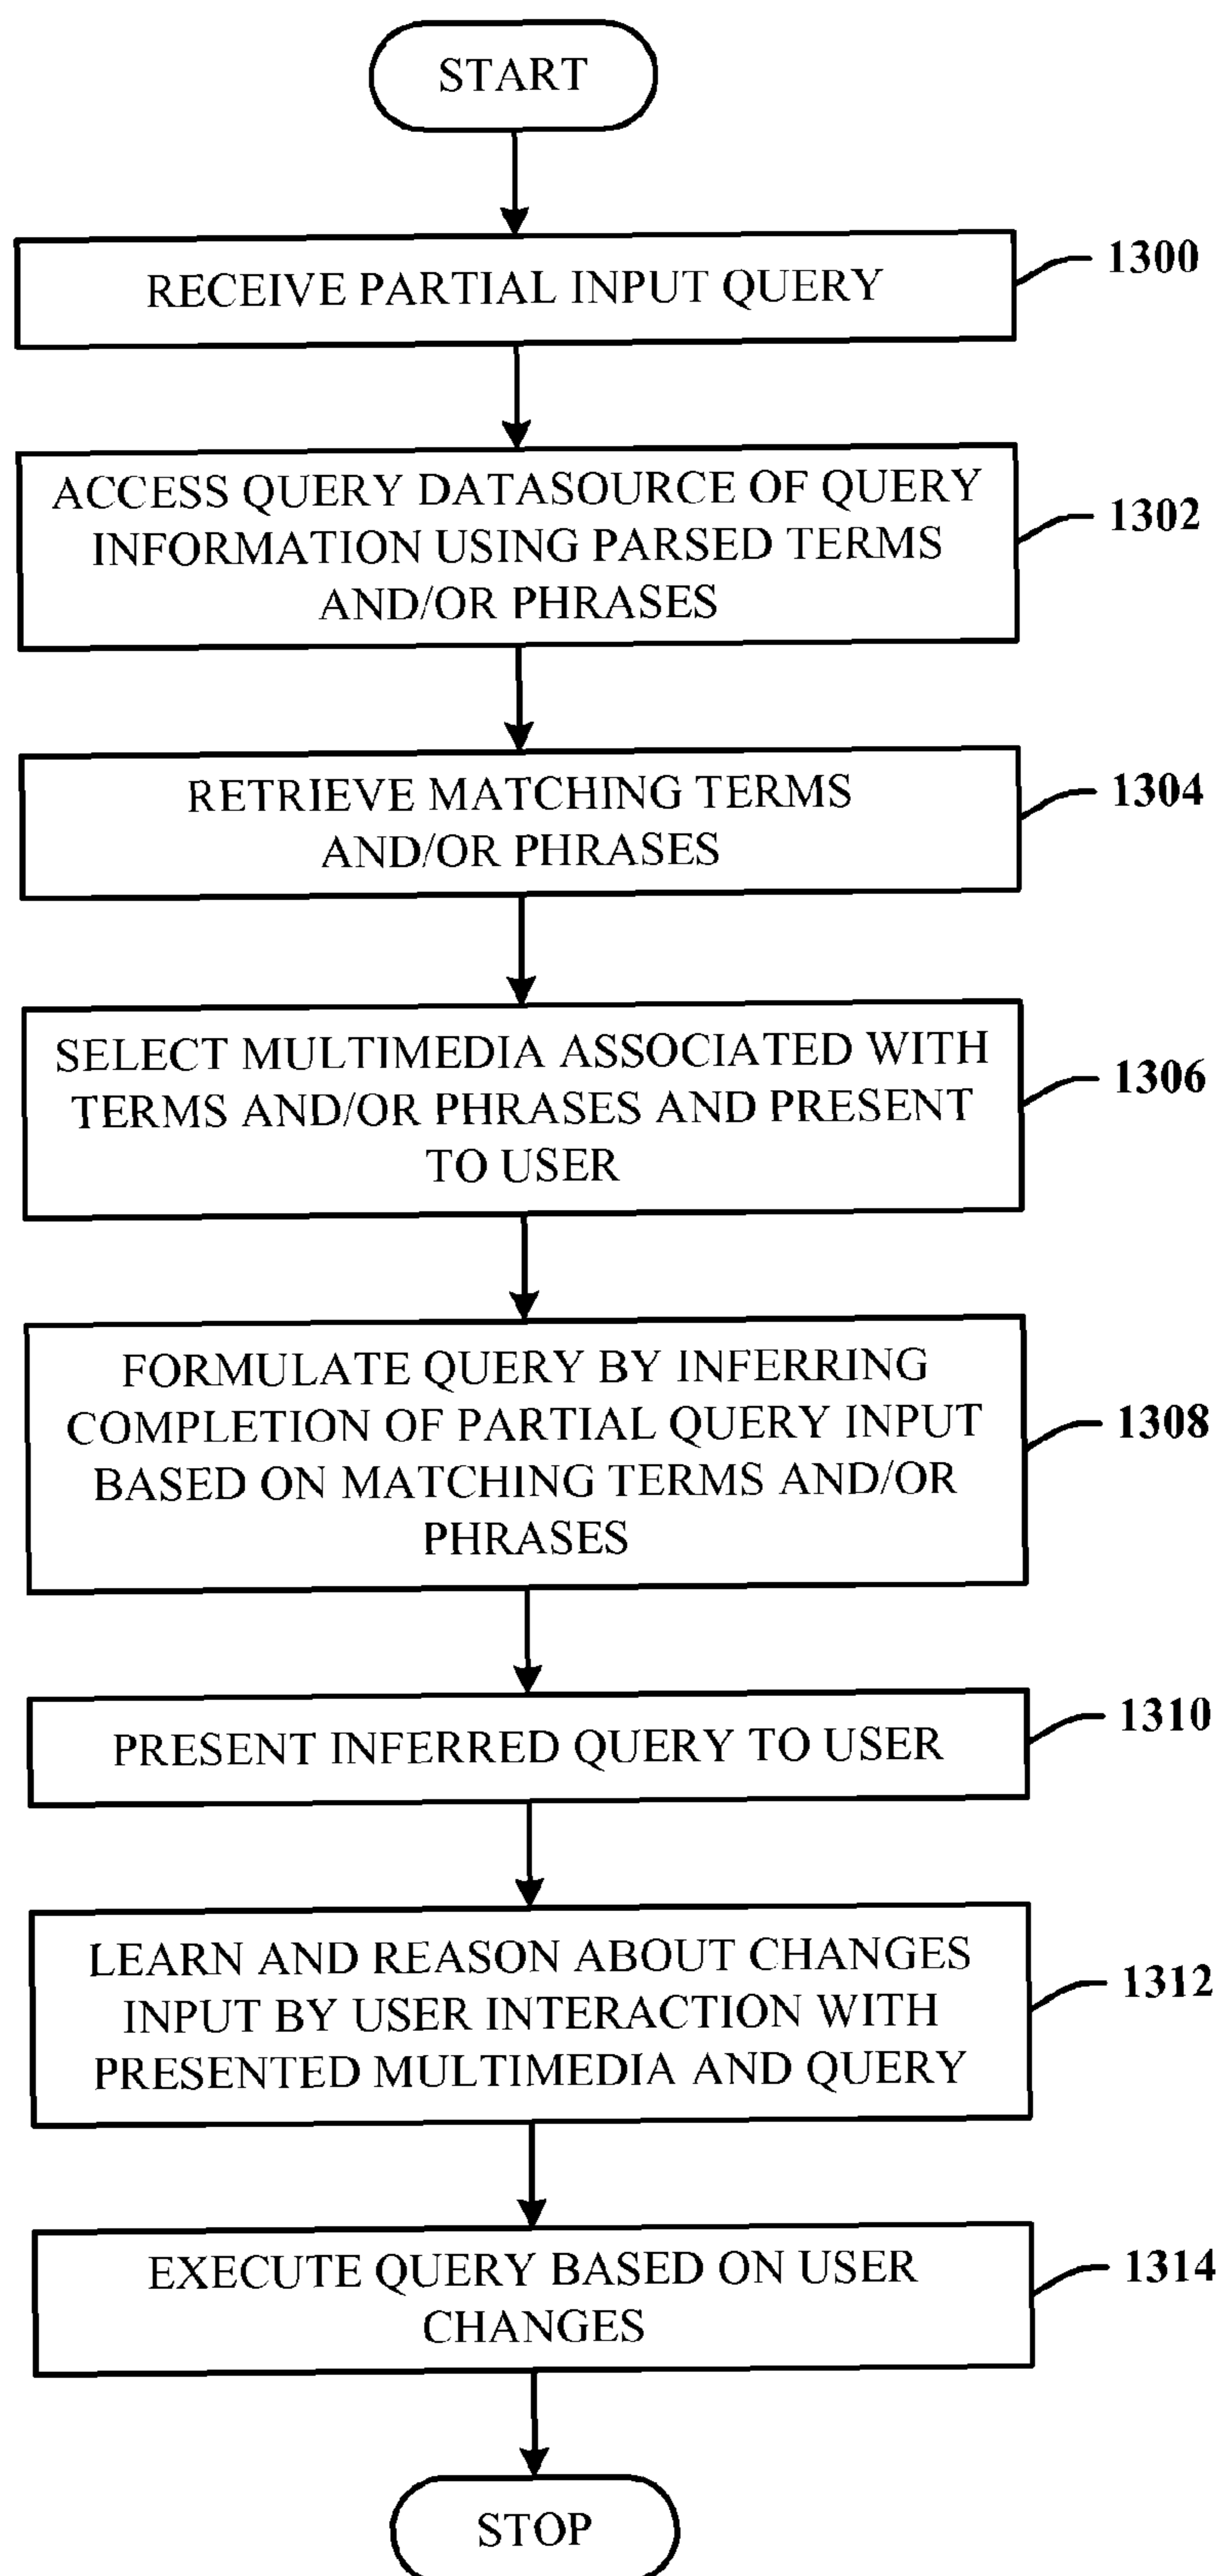 START
RECEIVE PARTIAL INPUT QUERY
1300
ACCESS QUERY DATASOURCE OF QUERY
INFORMATION USING PARSED TERMS
AND/OR PHRASES
1302
RETRIEVE MATCHING TERMS
AND/OR PHRASES
1304
SELECT MULTIMEDIA ASSOCIATED WITH
TERMS AND/OR PHRASES AND PRESENT
TO USER
1306
FORMULATE QUERY BY INFERRING
COMPLETION OF PARTIAL QUERY INPUT
BASED ON MATCHING TERMS AND/OR
PHRASES
1308
PRESENT INFERRED QUERY TO USER
1310
LEARN AND REASON ABOUT CHANGES
INPUT BY USER INTERACTION WITH
PRESENTED MULTIMEDIA AND QUERY
1312
EXECUTE QUERY BASED ON USER
CHANGES
1314
STOP